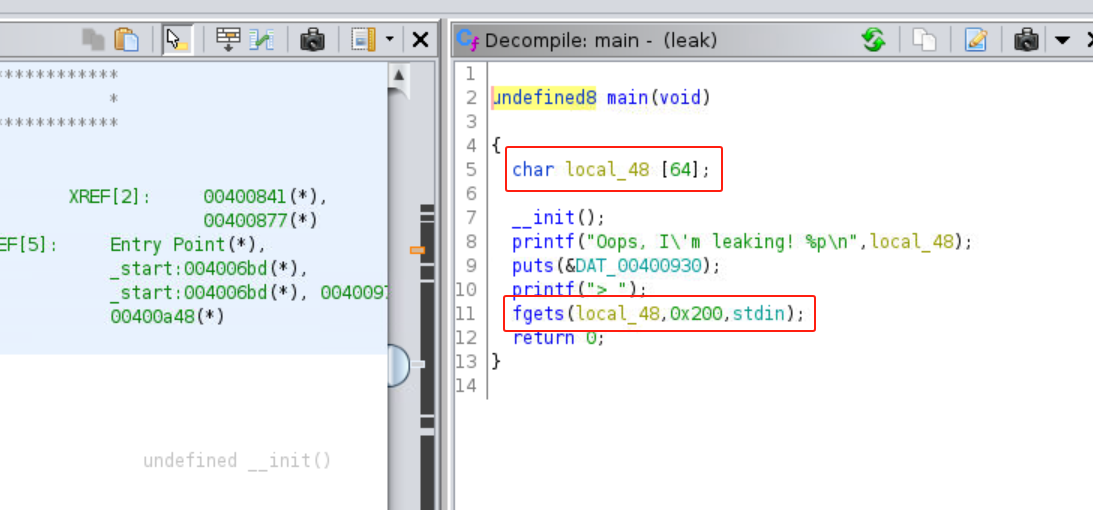 Decompile: main - (leak)
************
*
************
XREF[2]: 00400841(*),
00400877(*)
EF[5]: Entry Point(*),
_start:004006bd(*),
_start:004006bd(*), 0040097
00400a48(*)
undefined __init()
1
2 undefined8 main(void)
3
4 {
5 char local_48 [64];
6
7 __init();
8 printf("Oops, I\'m leaking! %p\n",local_48);
9 puts(&DAT_00400930);
10 printf("> ");
11 fgets(local_48,0x200,stdin);
12 return 0;
13 }
14